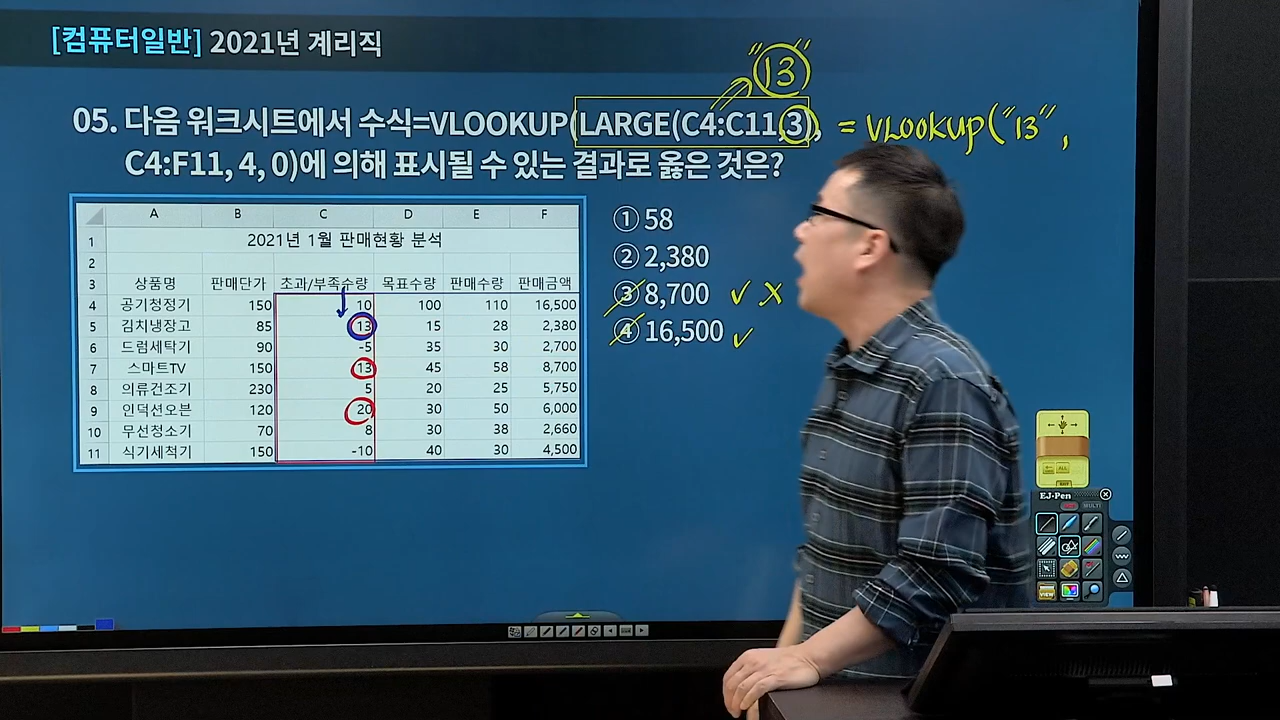 [컴퓨터일반] 2021년 계리직
"13"
05. 다음 워크시트에서 수식=VLOOKUP(LARGE(C4:C11,3), = VLOOKUP("13",
C4:F11, 4, 0)에 의해 표시될 수 있는 결과로 옳은 것은?
A B C D E F
1 2021년 1월 판매현황 분석
2
3 상품명 판매단가 초과/부족수량 목표수량 판매수량 판매금액
4 공기청정기 150 10 100 110 16,500
5 김치냉장고 85 13 15 28 2,380
6 드럼세탁기 90 -5 35 30 2,700
7 스마트TV 150 13 45 58 8,700
8 의류건조기 230 5 20 25 5,750
9 인덕션오븐 120 20 30 50 6,000
10 무선청소기 70 8 30 38 2,660
11 식기세척기 150 -10 40 30 4,500
① 58
② 2,380
③ 8,700 ✓ X
④ 16,500 ✓
EJ-Pen
MULTI
VIEW
ALL